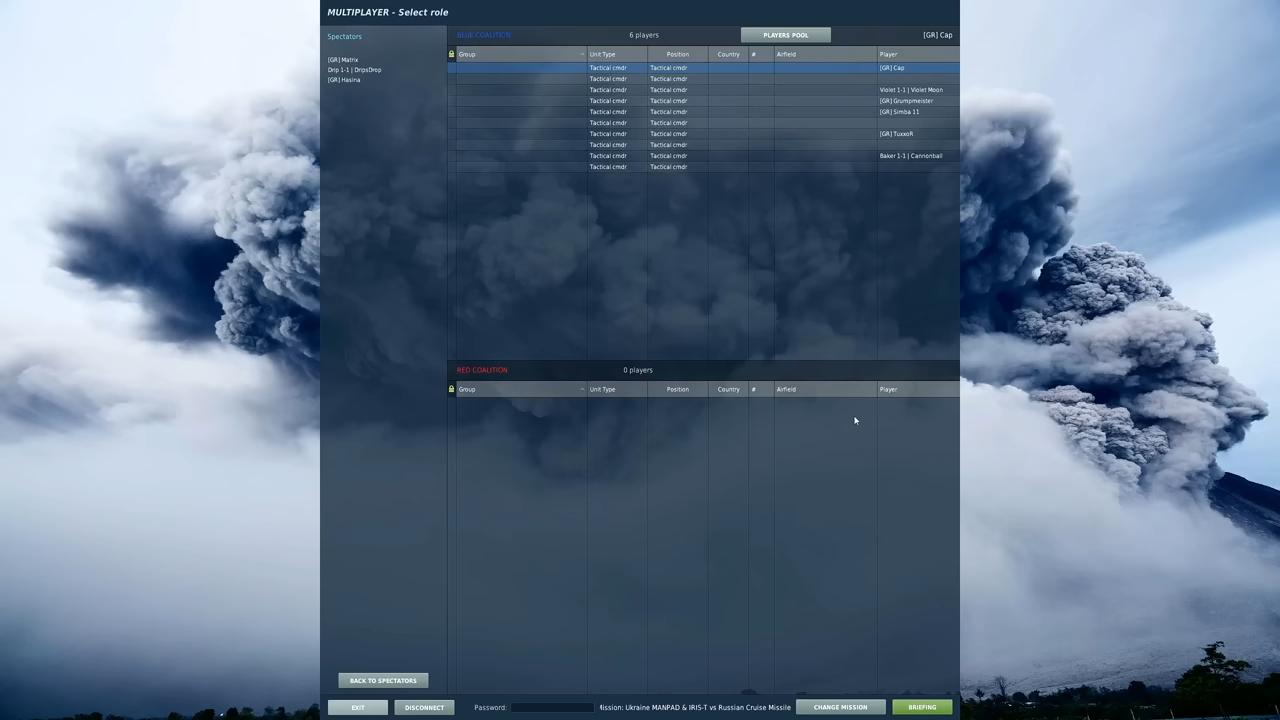 MULTIPLAYER - Select role
Spectators
[GR] Matrix
Drip 1-1 | DripsDrop
[GR] Hasina
BLUE COALITION 6 players PLAYERS POOL [GR] Cap
Group Unit Type Position Country # Airfield Player
Tactical cmdr Tactical cmdr [GR] Cap
Tactical cmdr Tactical cmdr
Tactical cmdr Tactical cmdr Violet 1-1 | Violet Moon
Tactical cmdr Tactical cmdr [GR] Grumpmeister
Tactical cmdr Tactical cmdr [GR] Simba 11
Tactical cmdr Tactical cmdr
Tactical cmdr Tactical cmdr [GR] TuxxoR
Tactical cmdr Tactical cmdr
Tactical cmdr Tactical cmdr Baker 1-1 | Cannonball
Tactical cmdr Tactical cmdr
RED COALITION 0 players
Group Unit Type Position Country # Airfield Player
BACK TO SPECTATORS
EXIT DISCONNECT Password: Mission: Ukraine MANPAD & IRIS-T vs Russian Cruise Missile CHANGE MISSION BRIEFING